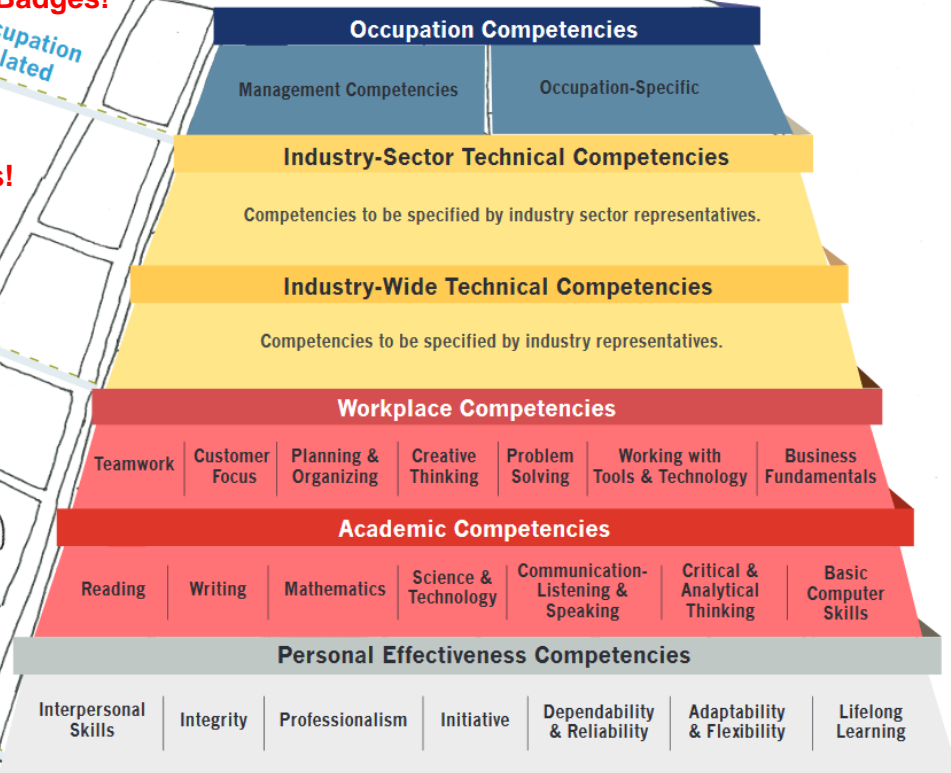 Badges!
cupation
lated
s!
Occupation Competencies
Management Competencies
Occupation-Specific
Industry-Sector Technical Competencies
Competencies to be specified by industry sector representatives.
Industry-Wide Technical Competencies
Competencies to be specified by industry representatives.
Workplace Competencies
Teamwork
Customer
Focus
Planning &
Organizing
Creative
Thinking
Problem
Solving
Working with
Tools & Technology
Business
Fundamentals
Academic Competencies
Reading
Writing
Mathematics
Science &
Technology
Communication-
Listening &
Speaking
Critical &
Analytical
Thinking
Basic
Computer
Skills
Personal Effectiveness Competencies
Interpersonal
Skills
Integrity
Professionalism
Initiative
Dependability
& Reliability
Adaptability
& Flexibility
Lifelong
Learning